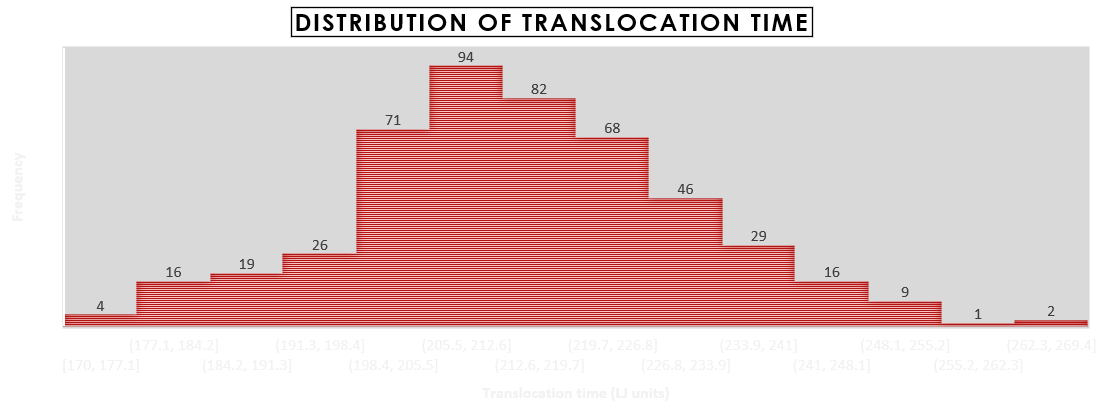 DISTRIBUTION OF TRANSLOCATION TIME
Frequency
94
82
71
68
46
29
26
19
16
16
9
4
1
2
(177.1, 184.2] (191.3, 198.4] (205.5, 212.6] (219.7, 226.8] (233.9, 241] (248.1, 255.2] (262.3, 269.4]
[170, 177.1] (184.2, 191.3] (198.4, 205.5] (212.6, 219.7] (226.8, 233.9] (241, 248.1] (255.2, 262.3]
Translocation time (LJ units)